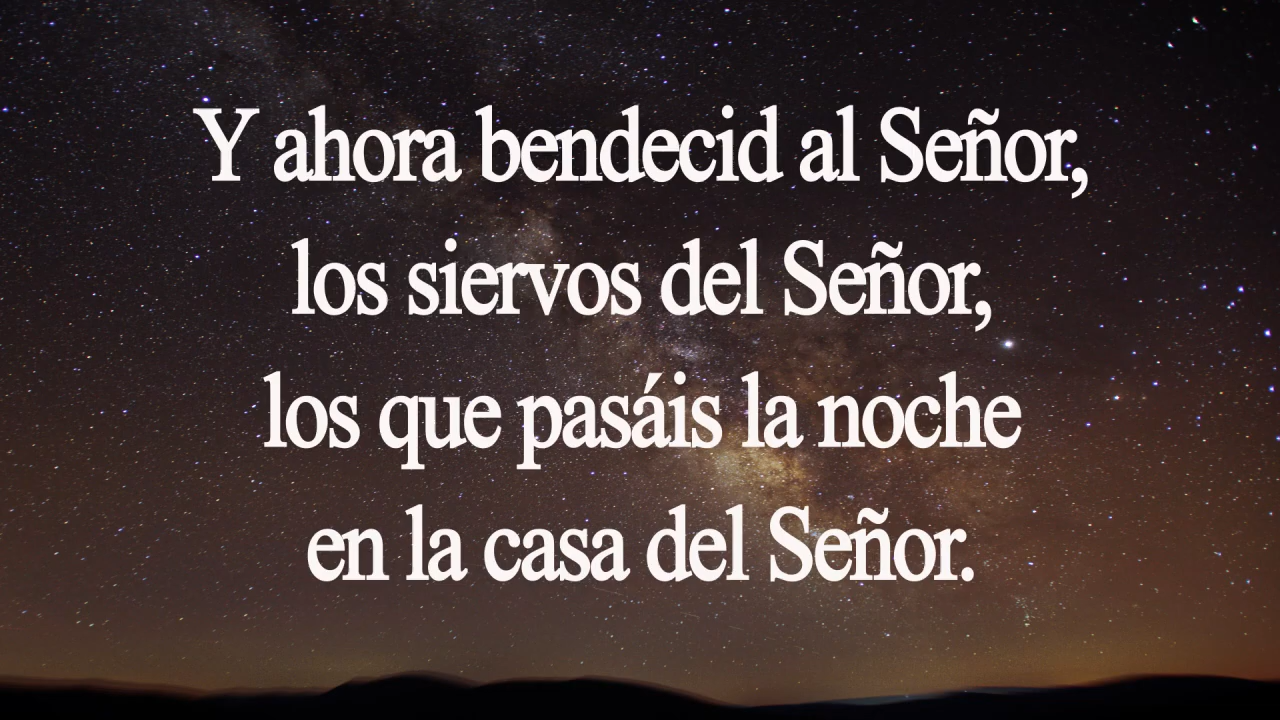 Y ahora bendecid al Señor,
los siervos del Señor,
los que pasáis la noche
en la casa del Señor.